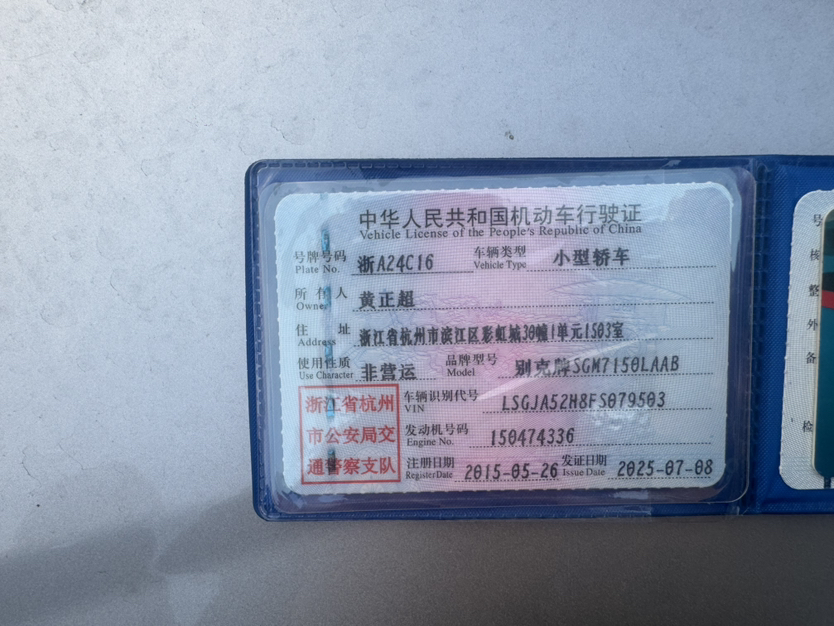 中华人民共和国机动车行驶证
Vehicle License of the People's Republic of China
号牌号码 浙A24C16 车辆类型 小型轿车
Plate No. Vehicle Type
所有人 黄正超
Owner
住址 浙江省杭州市滨江区彩虹城30幢1单元1503室
Address
使用性质 非营运 品牌型号 别克牌SGM7150LAAB
Use Character Model
浙江省杭州
市公安局交
通警察支队
车辆识别代号 LSGJA52H8FS079503
VIN
发动机号码 150474336
Engine No.
注册日期 2015-05-26 发证日期 2025-07-08
Register Date Issue Date
号
核
整
外
备
检